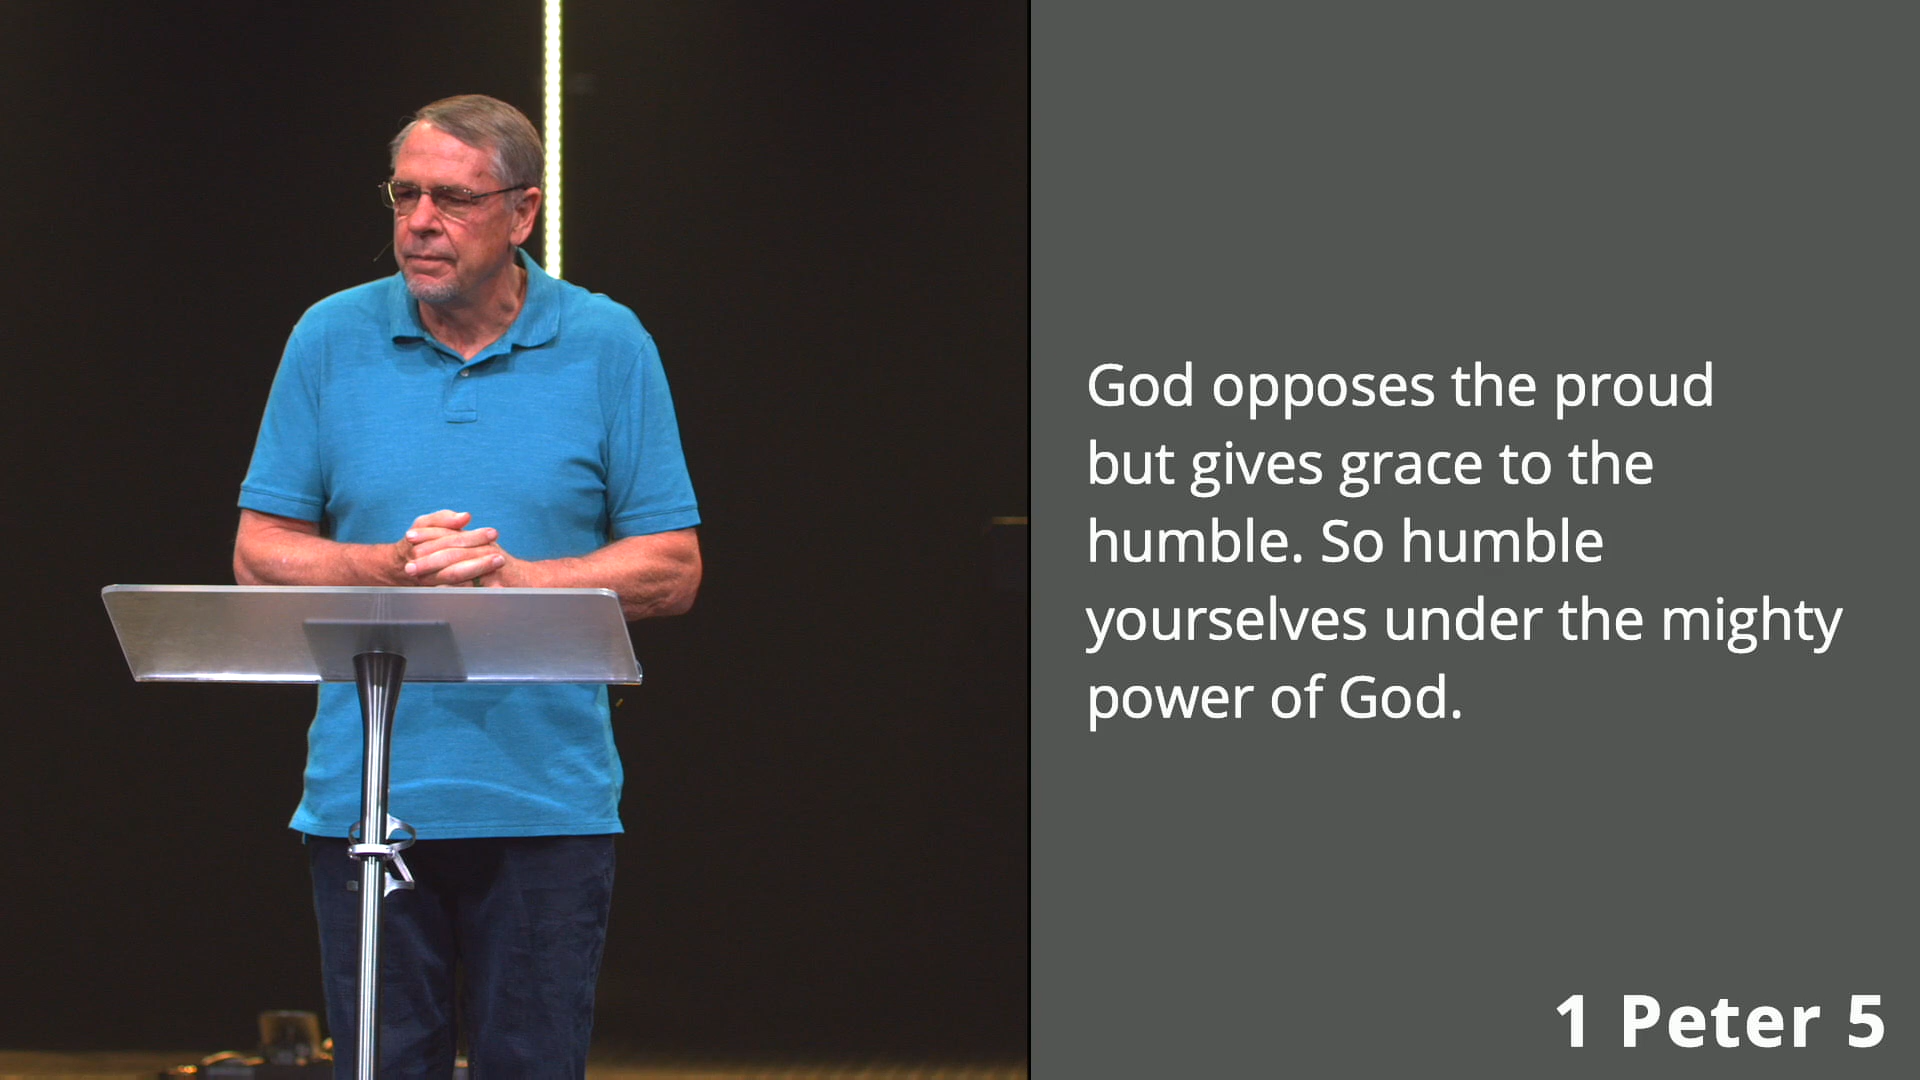 God opposes the proud
but gives grace to the
humble. So humble
yourselves under the mighty
power of God.
1 Peter 5